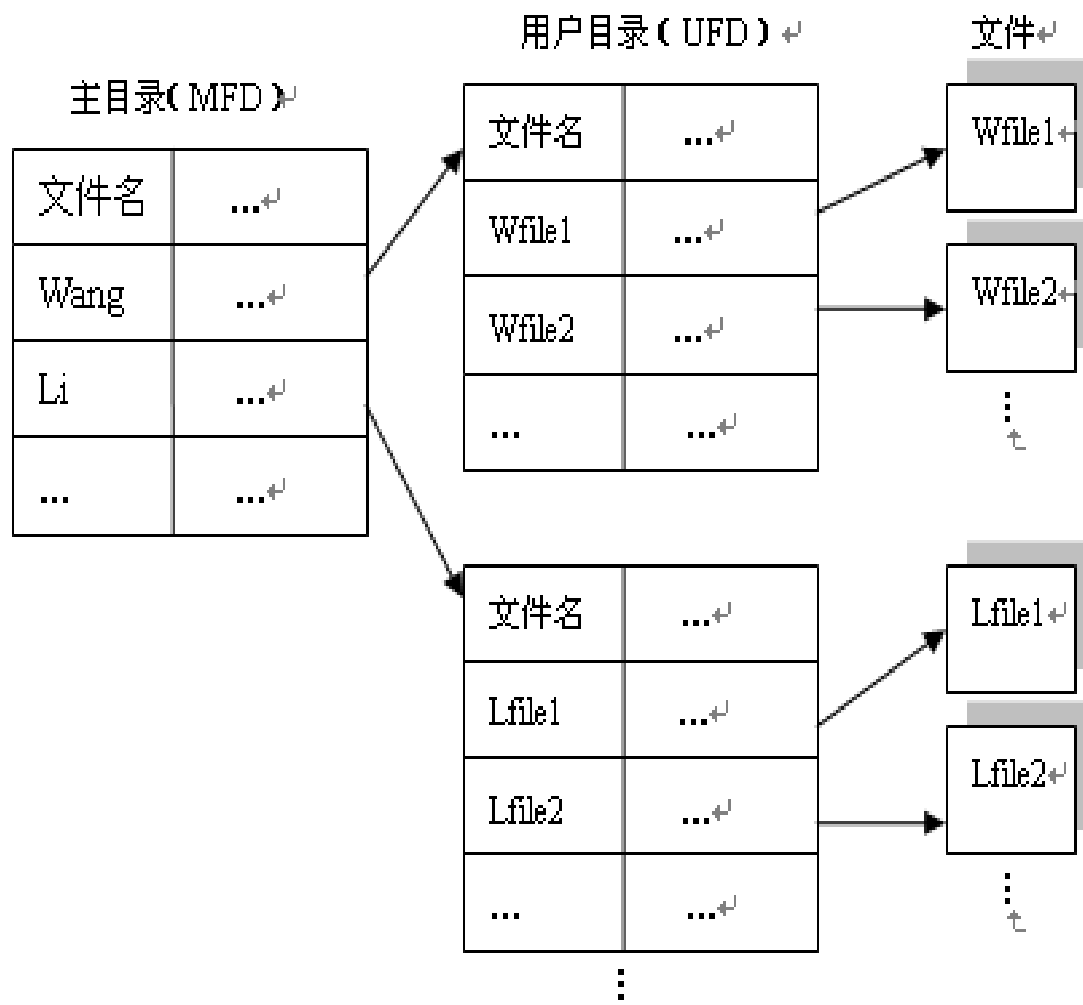 用户目录(UFD)↵
文件↵
主目录(MFD)↵
文件名 …↵
Wang …↵
Li …↵
… …↵
文件名 …↵
Wfile1 …↵
Wfile2 …↵
… …↵
Wfile1↵
Wfile2↵
…↵
文件名 …↵
Lfile1 …↵
Lfile2 …↵
… …↵
⋮
Lfile1↵
Lfile2↵
…↵